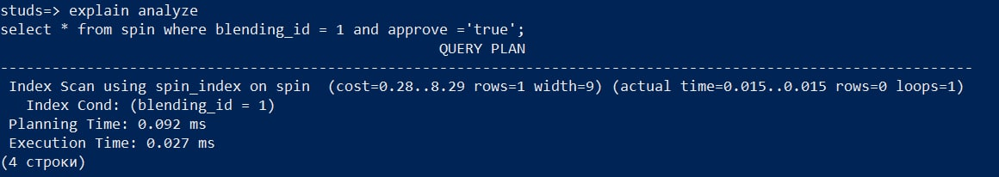 studs=> explain analyze
select * from spin where blending_id = 1 and approve ='true';
QUERY PLAN
-----------------------------------------------------------------------------------------------------------------
Index Scan using spin_index on spin  (cost=0.28..8.29 rows=1 width=9) (actual time=0.015..0.015 rows=0 loops=1)
Index Cond: (blending_id = 1)
Planning Time: 0.092 ms
Execution Time: 0.027 ms
(4 строки)